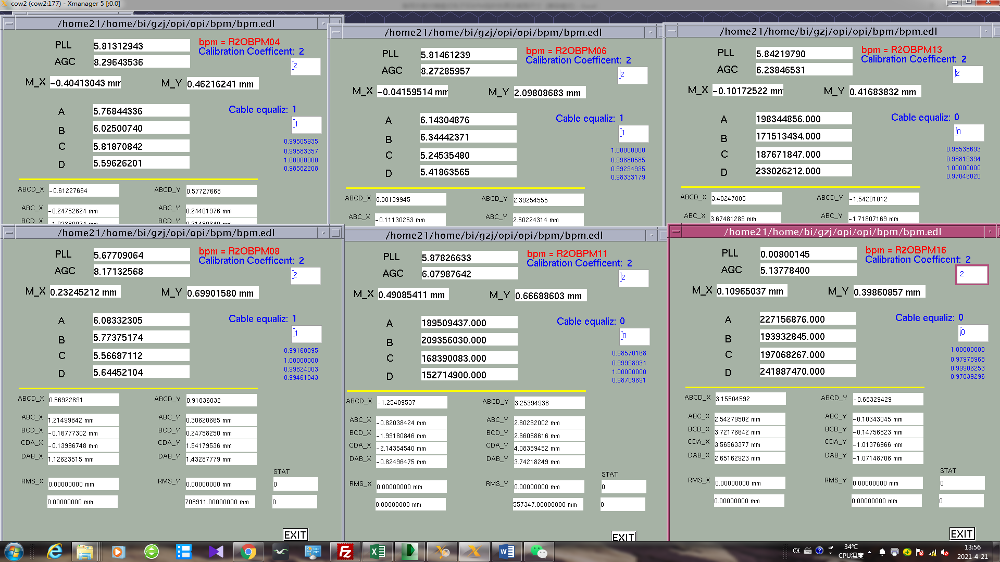 cow2 (cow2:177) - Xmanager 5 [:0.0]
/home21/home/bi/gzj/opi/opi/bpm/bpm.edl
PLL 5.81312943 bpm = R2OBPM04
Calibration Coefficent: 2
AGC 8.29643536 2
M_X -0.40413043 mm M_Y 0.46216241 mm
A 5.76844336 Cable equaliz: 1
B 6.02500740 1
C 5.81870842 0.99505935
0.99583357
D 5.59626201 1.00000000
0.98582208
ABCD_X -0.61227664 ABCD_Y 0.57727668
ABC_X -0.24752624 mm ABC_Y 0.24401976 mm
BCD_X
/home21/home/bi/gzj/opi/opi/bpm/bpm.edl
PLL 5.81461239 bpm = R2OBPM06
Calibration Coefficent: 2
AGC 8.27285957 2
M_X -0.04159514 mm M_Y 2.09808683 mm
A 6.14304876 Cable equaliz: 1
B 6.34442371 1
C 5.24535480 1.00000000
0.99680585
D 5.41863565 0.99294935
0.98333179
ABCD_X 0.00139945 ABCD_Y 2.39254555
ABC_X -0.11130253 mm ABC_Y 2.50224314 mm
/home21/home/bi/gzj/opi/opi/bpm/bpm.edl
PLL 5.84219790 bpm = R2OBPM13
Calibration Coefficent: 2
AGC 6.23846531 2
M_X -0.10172522 mm M_Y 0.41683832 mm
A 198344856.000 Cable equaliz: 0
B 171513434.000 0
C 187671847.000 0.95535693
0.98819394
D 233026212.000 1.00000000
0.97046020
ABCD_X 3.48247805 ABCD_Y -1.54201012
ABC_X 3.67481289 mm ABC_Y -1.71807169 mm
/home21/home/bi/gzj/opi/opi/bpm/bpm.edl
PLL 5.67709064 bpm = R2OBPM08
Calibration Coefficent: 2
AGC 8.17132568 2
M_X 0.23245212 mm M_Y 0.69901580 mm
A 6.08332305 Cable equaliz: 1
B 5.77375174 1
C 5.56687112 0.99160895
1.00000000
D 5.64452104 0.99824003
0.99461043
ABCD_X 0.56922891 ABCD_Y 0.91836032
ABC_X 1.21499842 mm ABC_Y 0.30620665 mm
BCD_X -0.16777302 mm BCD_Y 0.24758250 mm
CDA_X -0.13996748 mm CDA_Y 1.54179536 mm
DAB_X 1.12623515 mm DAB_Y 1.43287779 mm
STAT
RMS_X 0.00000000 mm RMS_Y 0.00000000 mm 0
0.00000000 mm 708911.00000000 mm 0
EXIT
/home21/home/bi/gzj/opi/opi/bpm/bpm.edl
PLL 5.87826633 bpm = R2OBPM11
Calibration Coefficent: 2
AGC 6.07987642 2
M_X 0.49085411 mm M_Y 0.66688603 mm
A 189509437.000 Cable equaliz: 0
B 209356030.000 0
C 168390083.000 0.98570168
0.99998934
D 152714900.000 1.00000000
0.98709691
ABCD_X -1.25409537 ABCD_Y 3.25394938
ABC_X -0.82038424 mm ABC_Y 2.80262002 mm
BCD_X -1.99180846 mm BCD_Y 2.66058616 mm
CDA_X -2.14354540 mm CDA_Y 4.08359452 mm
DAB_X -0.82496475 mm DAB_Y 3.74218249 mm
STAT
RMS_X 0.00000000 mm RMS_Y 0.00000000 mm 0
0.00000000 mm 557347.00000000 mm 0
EXIT
/home21/home/bi/gzj/opi/opi/bpm/bpm.edl
PLL 0.00800145 bpm = R2OBPM16
Calibration Coefficent: 2
AGC 5.13778400 2
M_X 0.10965037 mm M_Y 0.39860857 mm
A 227156876.000 Cable equaliz: 0
B 193932845.000 0
C 197068267.000 1.00000000
0.97978968
D 241887470.000 0.99906253
0.97039296
ABCD_X 3.15504592 ABCD_Y -0.68329429
ABC_X 2.54279502 mm ABC_Y -0.10343045 mm
BCD_X 3.72176642 mm BCD_Y -0.14756823 mm
CDA_X 3.56563377 mm CDA_Y -1.01376966 mm
DAB_X 2.65162923 mm DAB_Y -1.07148706 mm
STAT
RMS_X 0.00000000 mm RMS_Y 0.00000000 mm 0
0.00000000 mm 0.00000000 mm 0
EXIT
CH 34℃ 13:56
CPU温度 2021-4-21